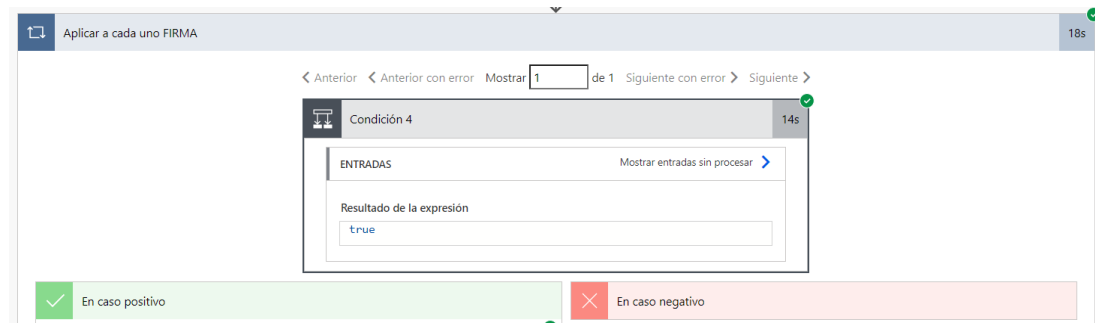 Aplicar a cada uno FIRMA 18s
Anterior Anterior con error Mostrar 1 de 1 Siguiente con error Siguiente
Condición 4 14s
ENTRADAS Mostrar entradas sin procesar
Resultado de la expresión
true
En caso positivo En caso negativo